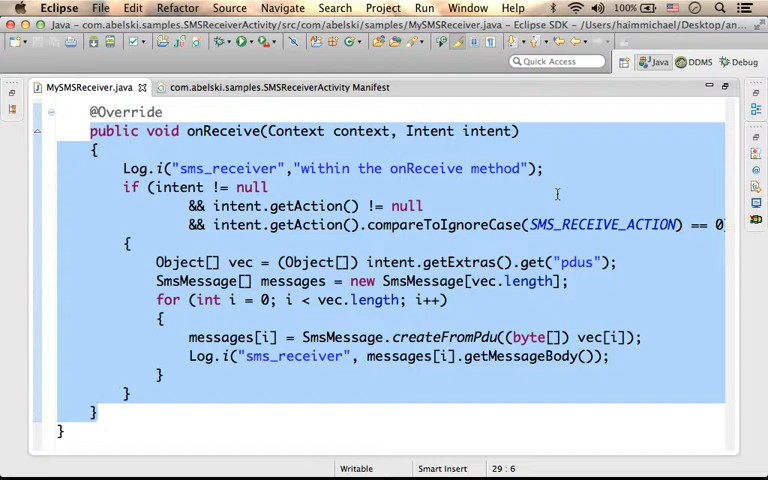 Eclipse File Edit Refactor Source Navigate Search Project Run Window Help 100%
com.abelski.samples.SMSReceiverActivity/src/com/abelski/samples/MySMSReceiver.java - Eclipse SDK - /Users/haimmichael/Desktop/an
Quick Access Java DDMS Debug
MySMSReceiver.java com.abelski.samples.SMSReceiverActivity Manifest
@Override
public void onReceive(Context context, Intent intent)
{
Log.i("sms_receiver","within the onReceive method");
if (intent != null
&& intent.getAction() != null
&& intent.getAction().compareToIgnoreCase(SMS_RECEIVE_ACTION) == 0
{
Object[] vec = (Object[]) intent.getExtras().get("pdus");
SmsMessage[] messages = new SmsMessage[vec.length];
for (int i = 0; i < vec.length; i++)
{
messages[i] = SmsMessage.createFromPdu((byte[]) vec[i]);
Log.i("sms_receiver", messages[i].getMessageBody());
}
}
}
}
Writable Smart Insert 29 : 6